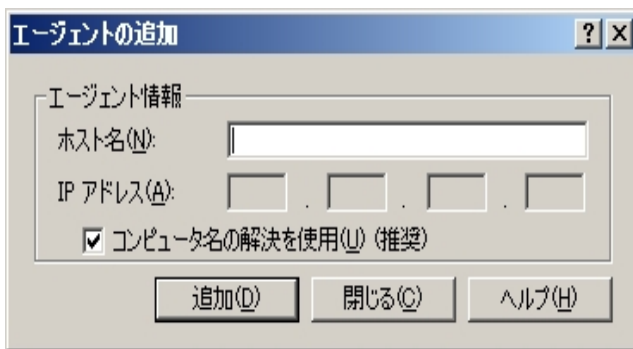 エージェントの追加
エージェント情報
ホスト名(N):
IP アドレス(A):
コンピュータ名の解決を使用(U) (推奨)
追加(D) 閉じる(C) ヘルプ(H)